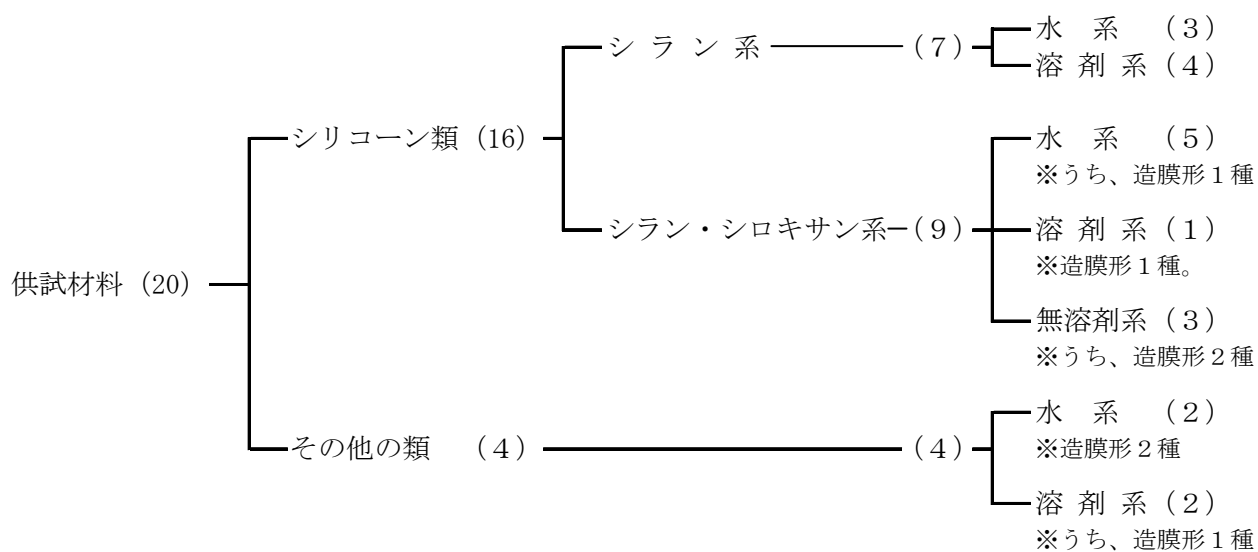 水 系 (3)
シ ラ ン 系 (7)
溶 剤 系 (4)
シリコーン類 (16)
水 系 (5)
※うち、造膜形1種
シラン・シロキサン系 (9)
溶 剤 系 (1)
※造膜形1種。
供試材料 (20)
無溶剤系 (3)
※うち、造膜形2種
水 系 (2)
その他の類 (4) (4)
※造膜形2種
溶 剤 系 (2)
※うち、造膜形1種